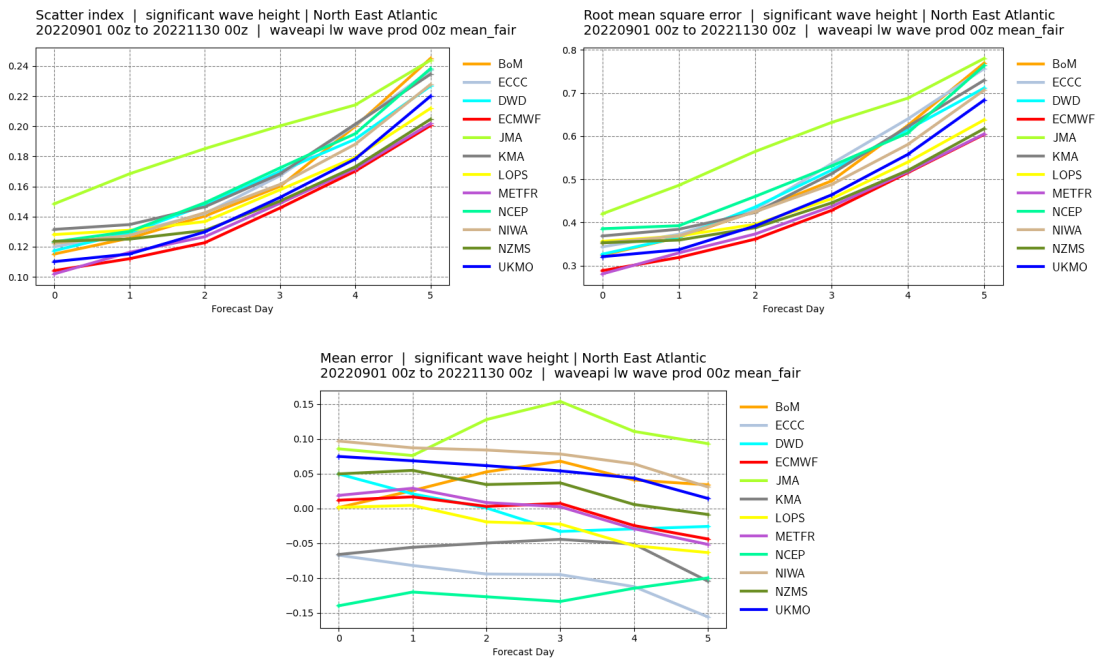 Scatter index | significant wave height | North East Atlantic
20220901 00z to 20221130 00z | waveapi lw wave prod 00z mean_fair
0.24
0.22
0.20
0.18
0.16
0.14
0.12
0.10
0 1 2 3 4 5
Forecast Day
BoM
ECCC
DWD
ECMWF
JMA
KMA
LOPS
METFR
NCEP
NIWA
NZMS
UKMO
Root mean square error | significant wave height | North East Atlantic
20220901 00z to 20221130 00z | waveapi lw wave prod 00z mean_fair
0.8
0.7
0.6
0.5
0.4
0.3
0 1 2 3 4 5
Forecast Day
BoM
ECCC
DWD
ECMWF
JMA
KMA
LOPS
METFR
NCEP
NIWA
NZMS
UKMO
Mean error | significant wave height | North East Atlantic
20220901 00z to 20221130 00z | waveapi lw wave prod 00z mean_fair
0.15
0.10
0.05
0.00
−0.05
−0.10
−0.15
0 1 2 3 4 5
Forecast Day
BoM
ECCC
DWD
ECMWF
JMA
KMA
LOPS
METFR
NCEP
NIWA
NZMS
UKMO